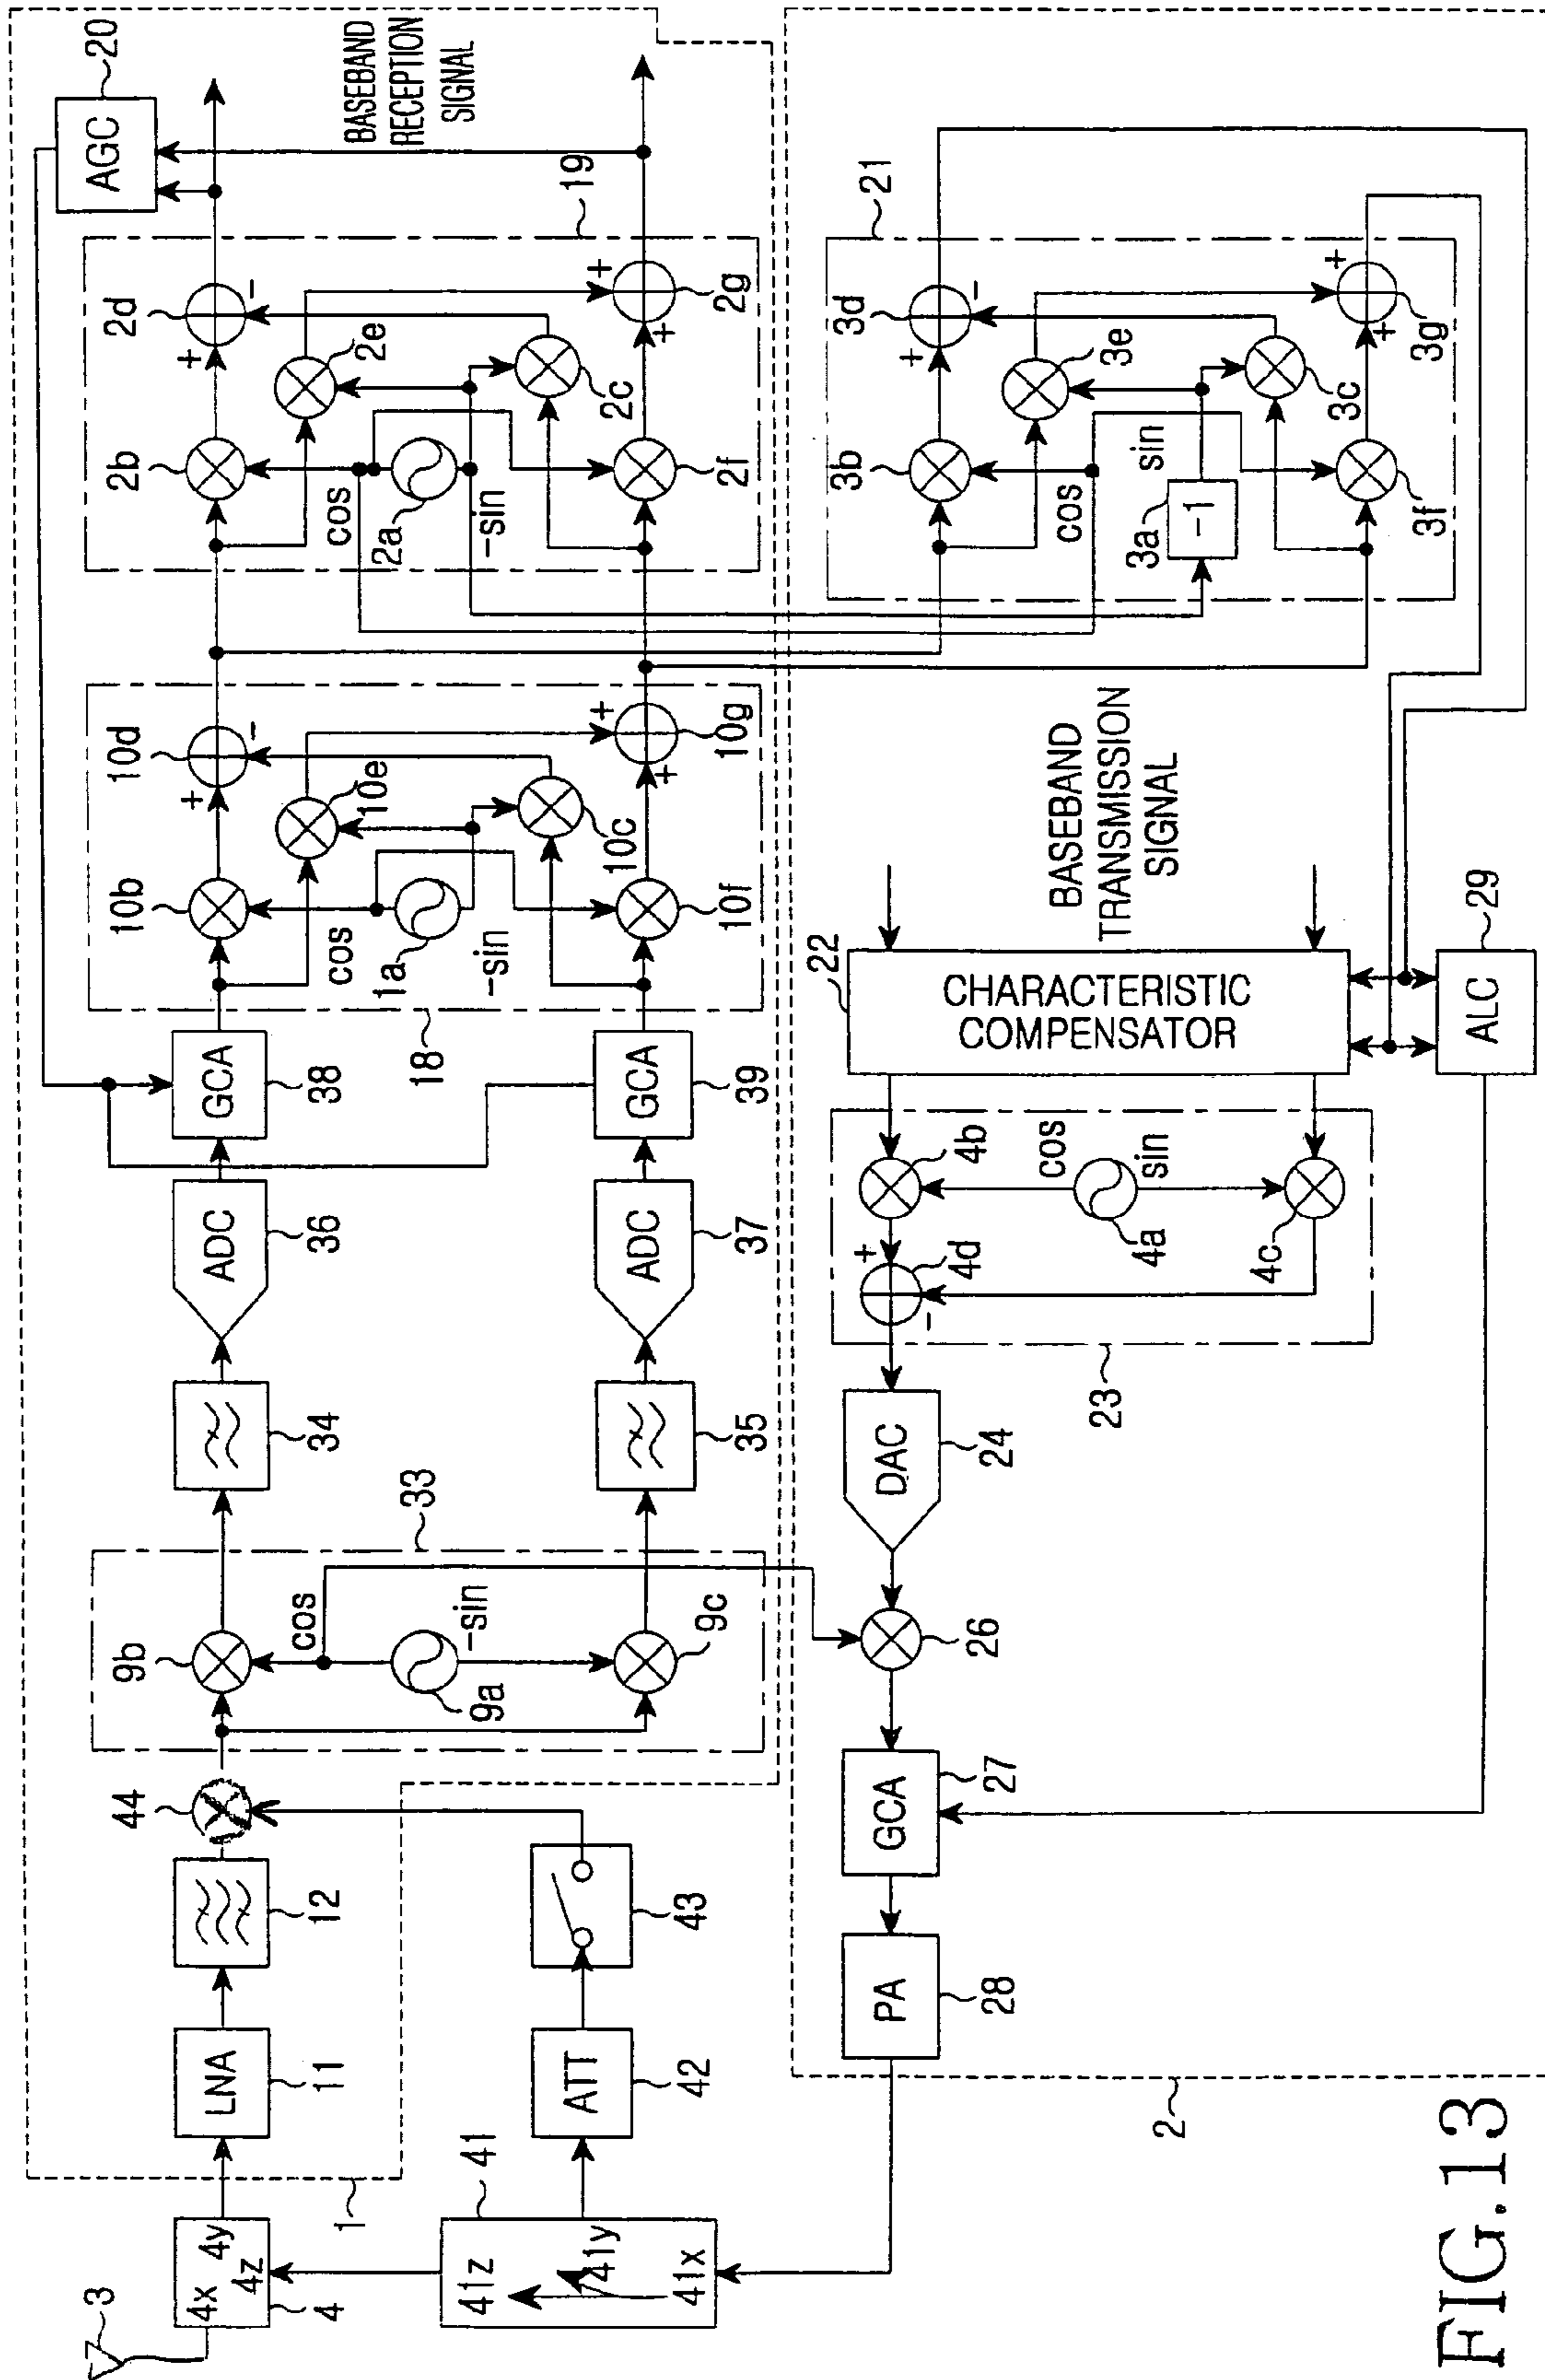 3
4x
4y
4z
4
1
LNA
11
12
44
9b
cos
9a
-sin
9c
33
34
35
ADC
36
ADC
37
GCA
38
GCA
39
18
10b
cos
1a
-sin
10f
10e
10c
10d
+
-
10g
+
+
2b
cos
2a
-sin
2f
2e
2c
2d
+
-
2g
+
+
19
AGC
20
BASEBAND
RECEPTION
SIGNAL
41
41z
41y
41x
ATT
42
43
2
PA
28
GCA
27
26
DAC
24
23
4d
+
-
4b
cos
4a
sin
4c
22
CHARACTERISTIC
COMPENSATOR
ALC
29
BASEBAND
TRANSMISSION
SIGNAL
3b
cos
3a
-1
sin
3f
3e
3c
3d
+
-
3g
+
+
21
FIG.13